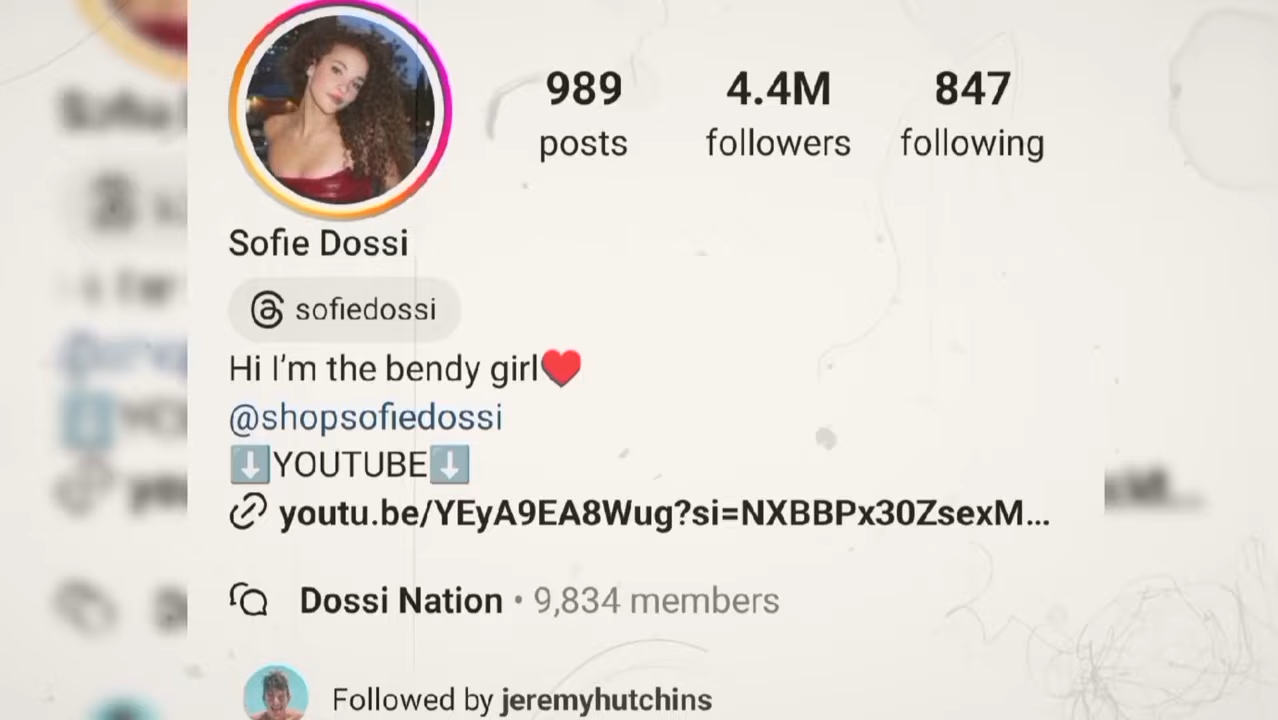 989 4.4M 847
posts followers following
Sofie Dossi
sofiedossi
Hi I'm the bendy girl❤️
@shopsofiedossi
⬇️YOUTUBE⬇️
youtu.be/YEyA9EA8Wug?si=NXBBPx30ZsexM...
Dossi Nation • 9,834 members
Followed by jeremyhutchins